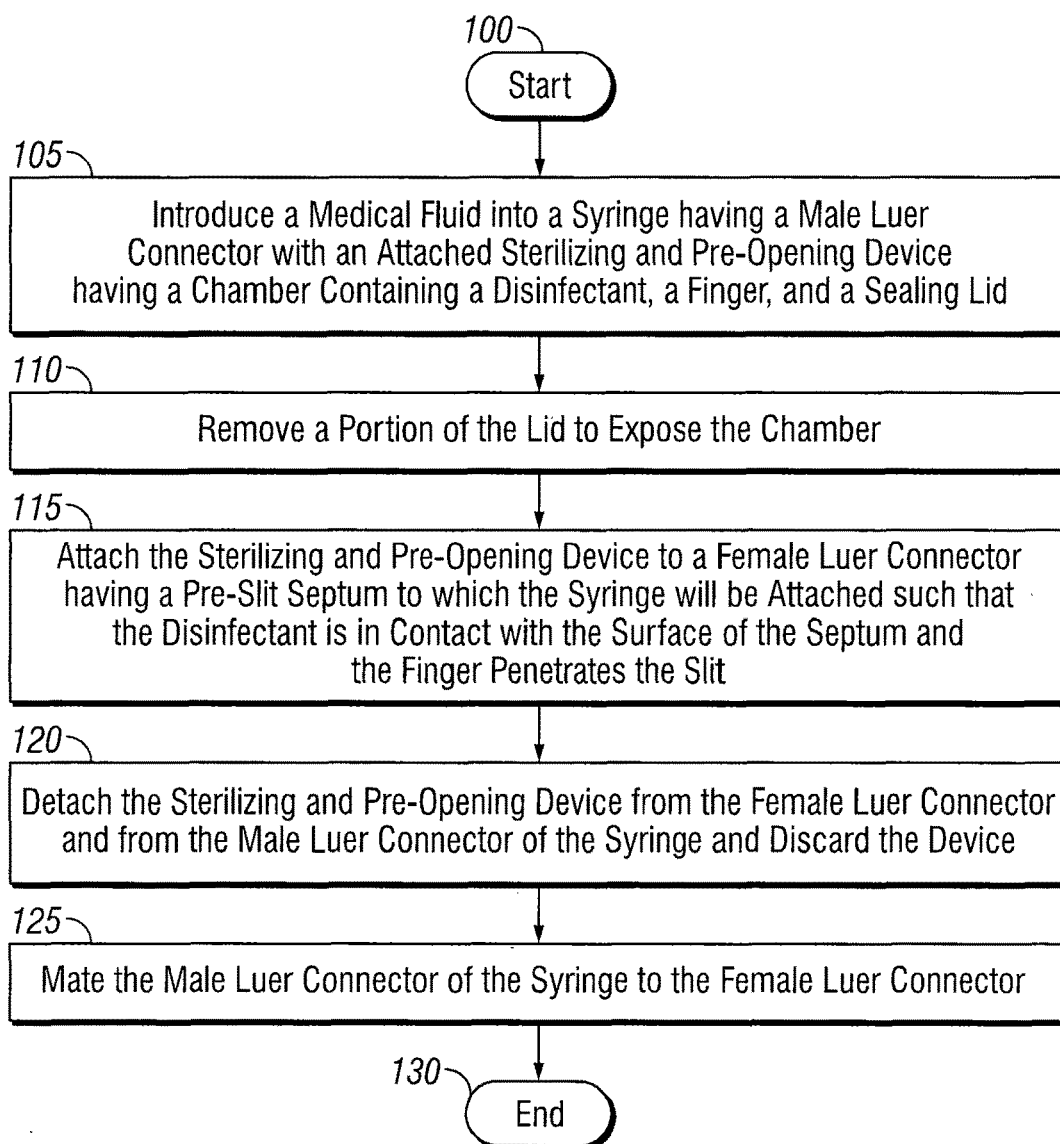 100
Start
105
Introduce a Medical Fluid into a Syringe having a Male Luer
Connector with an Attached Sterilizing and Pre-Opening Device
having a Chamber Containing a Disinfectant, a Finger, and a Sealing Lid
110
Remove a Portion of the Lid to Expose the Chamber
115
Attach the Sterilizing and Pre-Opening Device to a Female Luer Connector
having a Pre-Slit Septum to which the Syringe will be Attached such that
the Disinfectant is in Contact with the Surface of the Septum and
the Finger Penetrates the Slit
120
Detach the Sterilizing and Pre-Opening Device from the Female Luer Connector
and from the Male Luer Connector of the Syringe and Discard the Device
125
Mate the Male Luer Connector of the Syringe to the Female Luer Connector
130
End